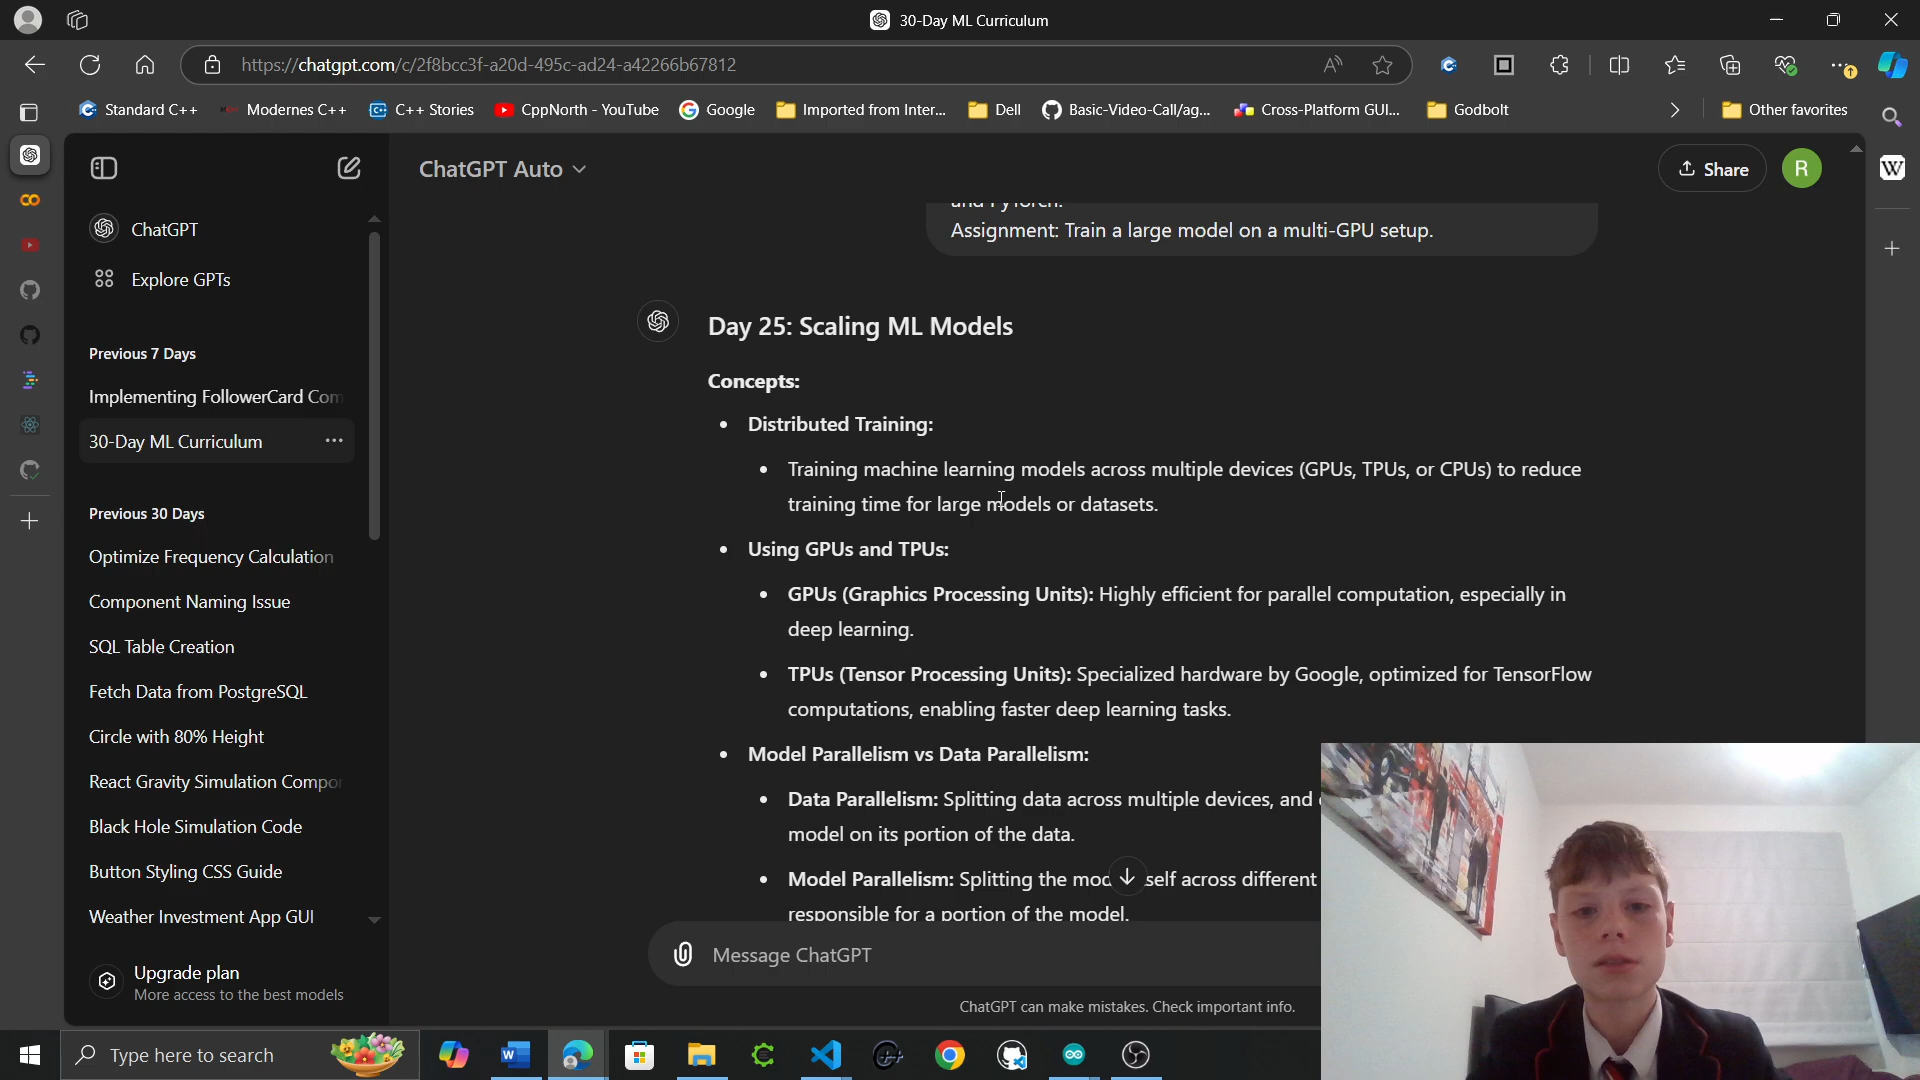 30-Day ML Curriculum
https://chatgpt.com/c/2f8bcc3f-a20d-495c-ad24-a42266b67812
Standard C++
Modernes C++
C++ Stories
CppNorth - YouTube
Google
Imported from Inter...
Dell
Basic-Video-Call/ag...
Cross-Platform GUI...
Godbolt
Other favorites
ChatGPT Auto
Share
R
W
ChatGPT
Explore GPTs
Previous 7 Days
Implementing FollowerCard Com
30-Day ML Curriculum
Previous 30 Days
Optimize Frequency Calculation
Component Naming Issue
SQL Table Creation
Fetch Data from PostgreSQL
Circle with 80% Height
React Gravity Simulation Compo
Black Hole Simulation Code
Button Styling CSS Guide
Weather Investment App GUI
Upgrade plan
More access to the best models
and PyTorch.
Assignment: Train a large model on a multi-GPU setup.
Day 25: Scaling ML Models
Concepts:
Distributed Training:
Training machine learning models across multiple devices (GPUs, TPUs, or CPUs) to reduce
training time for large models or datasets.
Using GPUs and TPUs:
GPUs (Graphics Processing Units): Highly efficient for parallel computation, especially in
deep learning.
TPUs (Tensor Processing Units): Specialized hardware by Google, optimized for TensorFlow
computations, enabling faster deep learning tasks.
Model Parallelism vs Data Parallelism:
Data Parallelism: Splitting data across multiple devices, and
model on its portion of the data.
Model Parallelism: Splitting the mod self across different
responsible for a portion of the model.
Message ChatGPT
ChatGPT can make mistakes. Check important info.
Type here to search